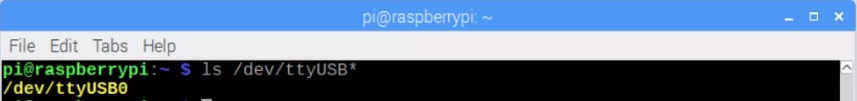 pi@raspberrypi: ~
File Edit Tabs Help
pi@raspberrypi:~ $ ls /dev/ttyUSB*
/dev/ttyUSB0